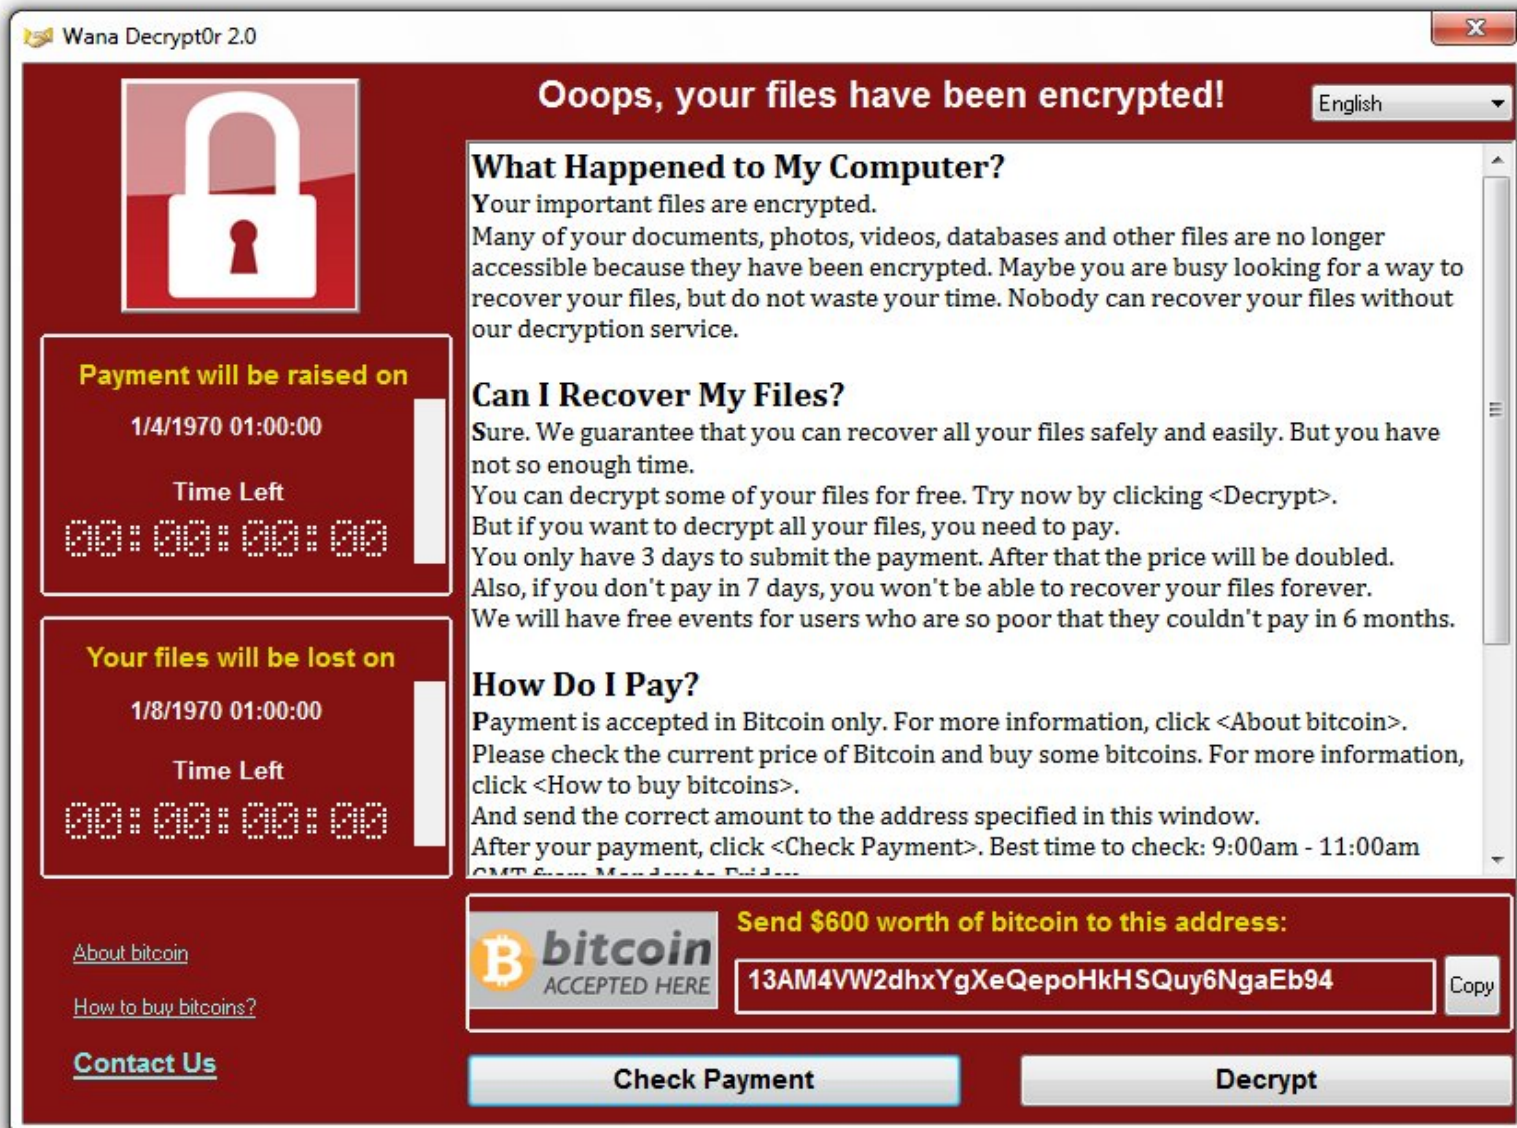 Wana Decrypt0r 2.0
Ooops, your files have been encrypted!
English
Payment will be raised on
1/4/1970 01:00:00
Time Left
00:00:00:00
Your files will be lost on
1/8/1970 01:00:00
Time Left
00:00:00:00
About bitcoin
How to buy bitcoins?
Contact Us
What Happened to My Computer?
Your important files are encrypted.
Many of your documents, photos, videos, databases and other files are no longer
accessible because they have been encrypted. Maybe you are busy looking for a way to
recover your files, but do not waste your time. Nobody can recover your files without
our decryption service.
Can I Recover My Files?
Sure. We guarantee that you can recover all your files safely and easily. But you have
not so enough time.
You can decrypt some of your files for free. Try now by clicking <Decrypt>.
But if you want to decrypt all your files, you need to pay.
You only have 3 days to submit the payment. After that the price will be doubled.
Also, if you don't pay in 7 days, you won't be able to recover your files forever.
We will have free events for users who are so poor that they couldn't pay in 6 months.
How Do I Pay?
Payment is accepted in Bitcoin only. For more information, click <About bitcoin>.
Please check the current price of Bitcoin and buy some bitcoins. For more information,
click <How to buy bitcoins>.
And send the correct amount to the address specified in this window.
After your payment, click <Check Payment>. Best time to check: 9:00am - 11:00am
GMT from Monday to Friday.
bitcoin
ACCEPTED HERE
Send $600 worth of bitcoin to this address:
13AM4VW2dhxYgXeQepoHkHSQuy6NgaEb94
Copy
Check Payment
Decrypt